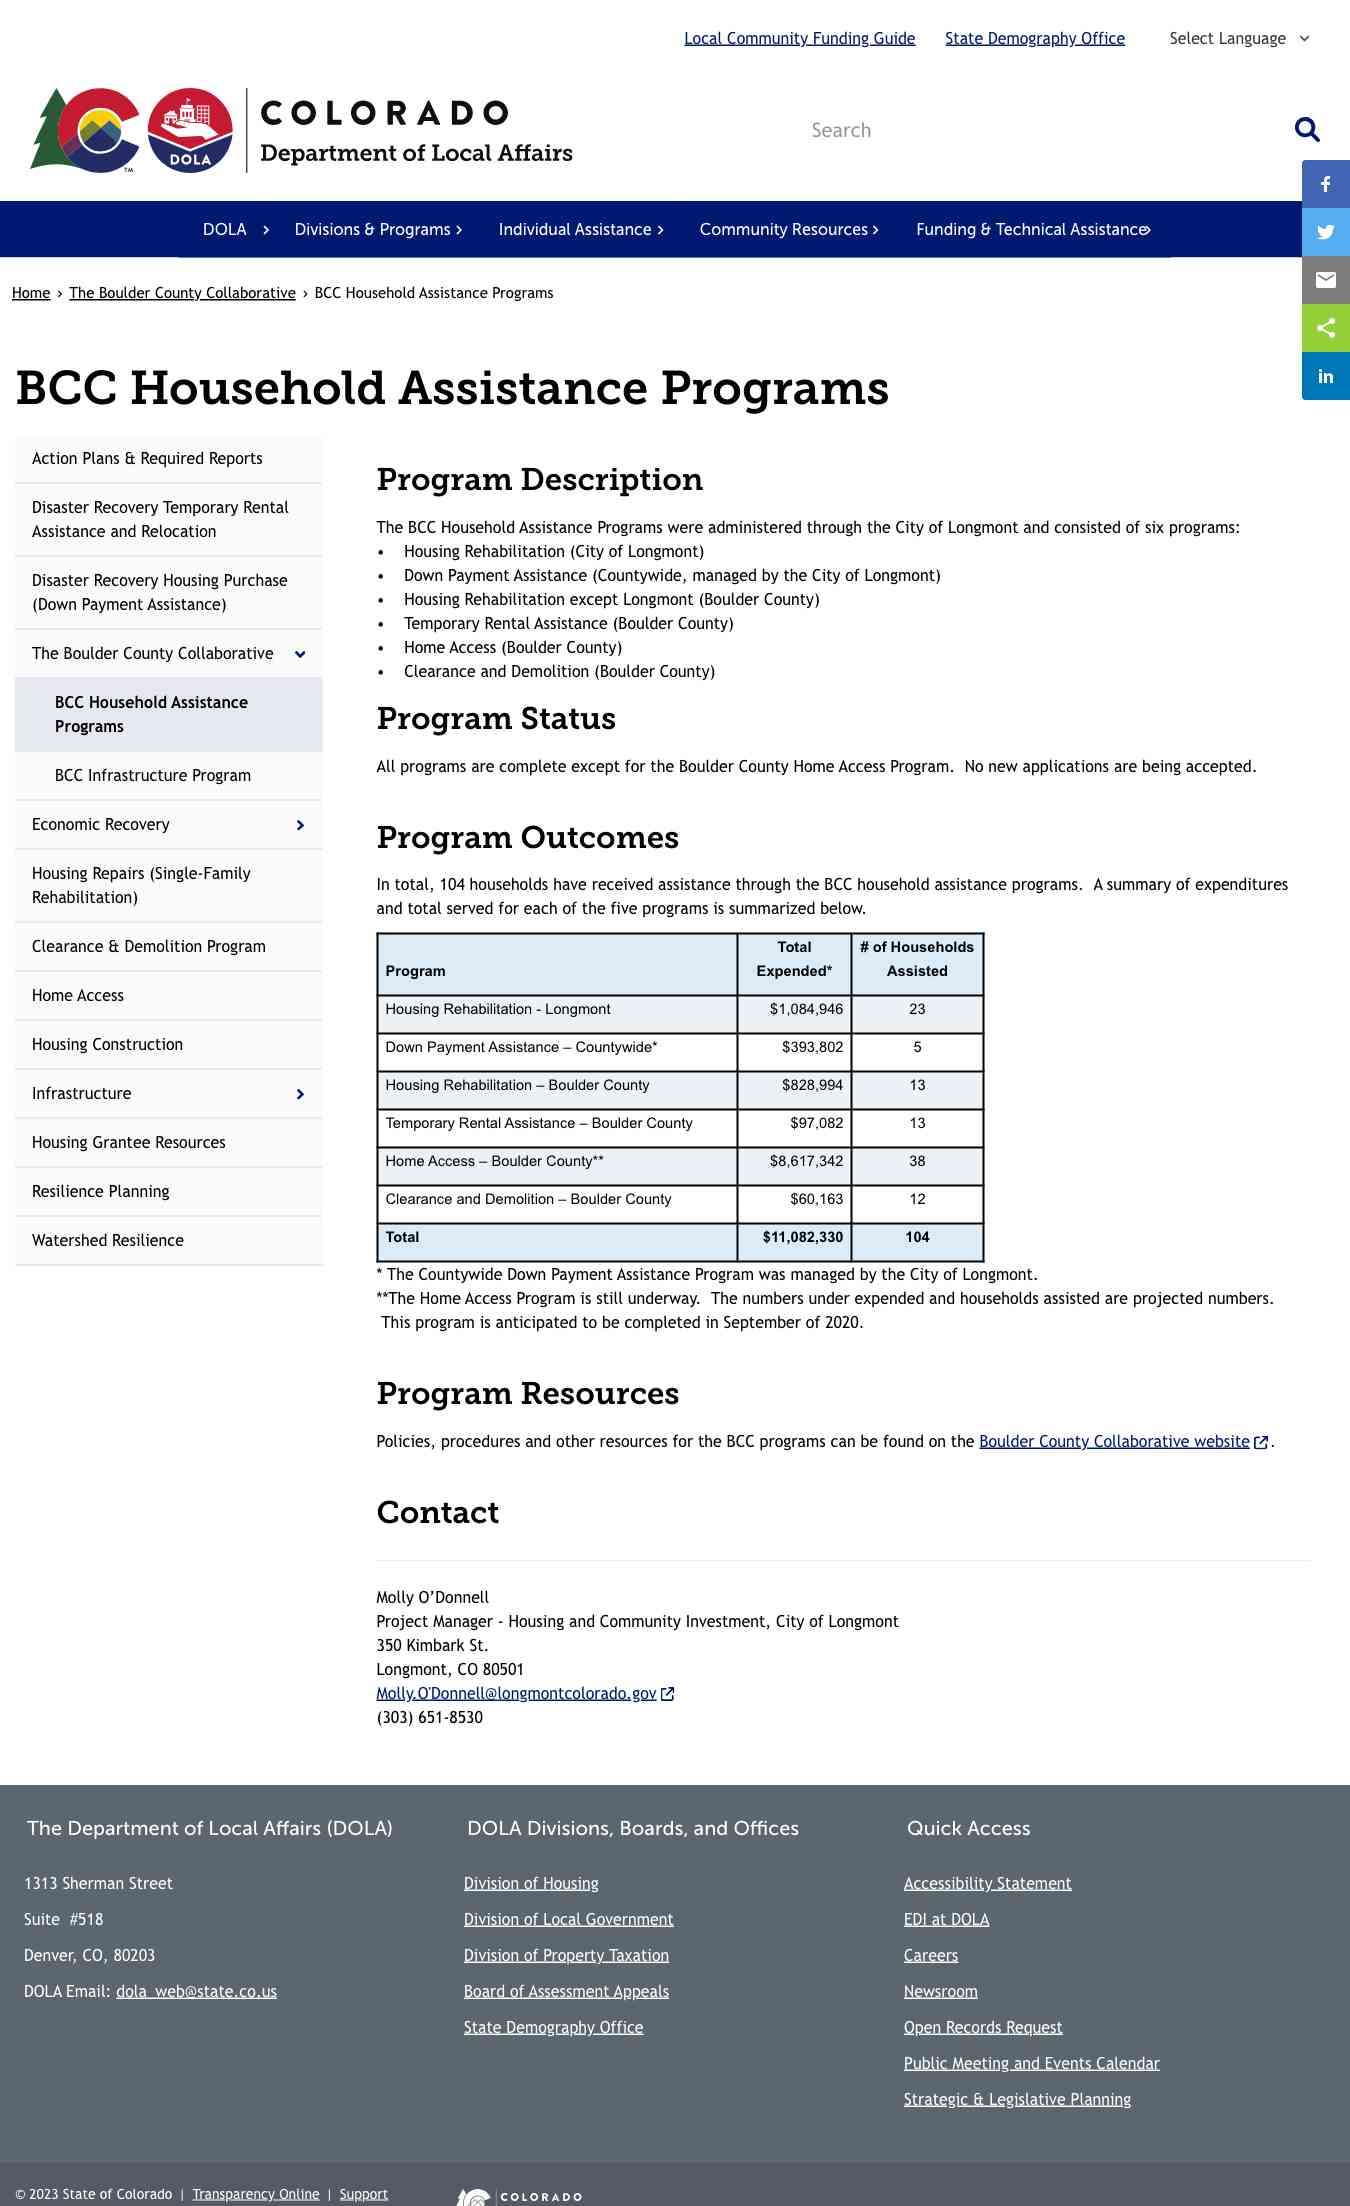 Local Community Funding Guide State Demography Office Select Language
COLORADO
Department of Local Affairs
DOLA
TM
Search
DOLA Divisions & Programs Individual Assistance Community Resources Funding & Technical Assistance
Home › The Boulder County Collaborative › BCC Household Assistance Programs
BCC Household Assistance Programs
Action Plans & Required Reports
Disaster Recovery Temporary Rental
Assistance and Relocation
Disaster Recovery Housing Purchase
(Down Payment Assistance)
The Boulder County Collaborative
BCC Household Assistance
Programs
BCC Infrastructure Program
Economic Recovery
Housing Repairs (Single-Family
Rehabilitation)
Clearance & Demolition Program
Home Access
Housing Construction
Infrastructure
Housing Grantee Resources
Resilience Planning
Watershed Resilience
Program Description
The BCC Household Assistance Programs were administered through the City of Longmont and consisted of six programs:
• Housing Rehabilitation (City of Longmont)
• Down Payment Assistance (Countywide, managed by the City of Longmont)
• Housing Rehabilitation except Longmont (Boulder County)
• Temporary Rental Assistance (Boulder County)
• Home Access (Boulder County)
• Clearance and Demolition (Boulder County)
Program Status
All programs are complete except for the Boulder County Home Access Program. No new applications are being accepted.
Program Outcomes
In total, 104 households have received assistance through the BCC household assistance programs. A summary of expenditures
and total served for each of the five programs is summarized below.
Program Total Expended* # of Households Assisted
Housing Rehabilitation - Longmont $1,084,946 23
Down Payment Assistance – Countywide* $393,802 5
Housing Rehabilitation – Boulder County $828,994 13
Temporary Rental Assistance – Boulder County $97,082 13
Home Access – Boulder County** $8,617,342 38
Clearance and Demolition – Boulder County $60,163 12
Total $11,082,330 104
* The Countywide Down Payment Assistance Program was managed by the City of Longmont.
**The Home Access Program is still underway. The numbers under expended and households assisted are projected numbers.
This program is anticipated to be completed in September of 2020.
Program Resources
Policies, procedures and other resources for the BCC programs can be found on the Boulder County Collaborative website.
Contact
Molly O’Donnell
Project Manager - Housing and Community Investment, City of Longmont
350 Kimbark St.
Longmont, CO 80501
Molly.O'Donnell@longmontcolorado.gov
(303) 651-8530
The Department of Local Affairs (DOLA)
1313 Sherman Street
Suite #518
Denver, CO, 80203
DOLA Email: dola_web@state.co.us
DOLA Divisions, Boards, and Offices
Division of Housing
Division of Local Government
Division of Property Taxation
Board of Assessment Appeals
State Demography Office
Quick Access
Accessibility Statement
EDI at DOLA
Careers
Newsroom
Open Records Request
Public Meeting and Events Calendar
Strategic & Legislative Planning
© 2023 State of Colorado | Transparency Online | Support
COLORADO